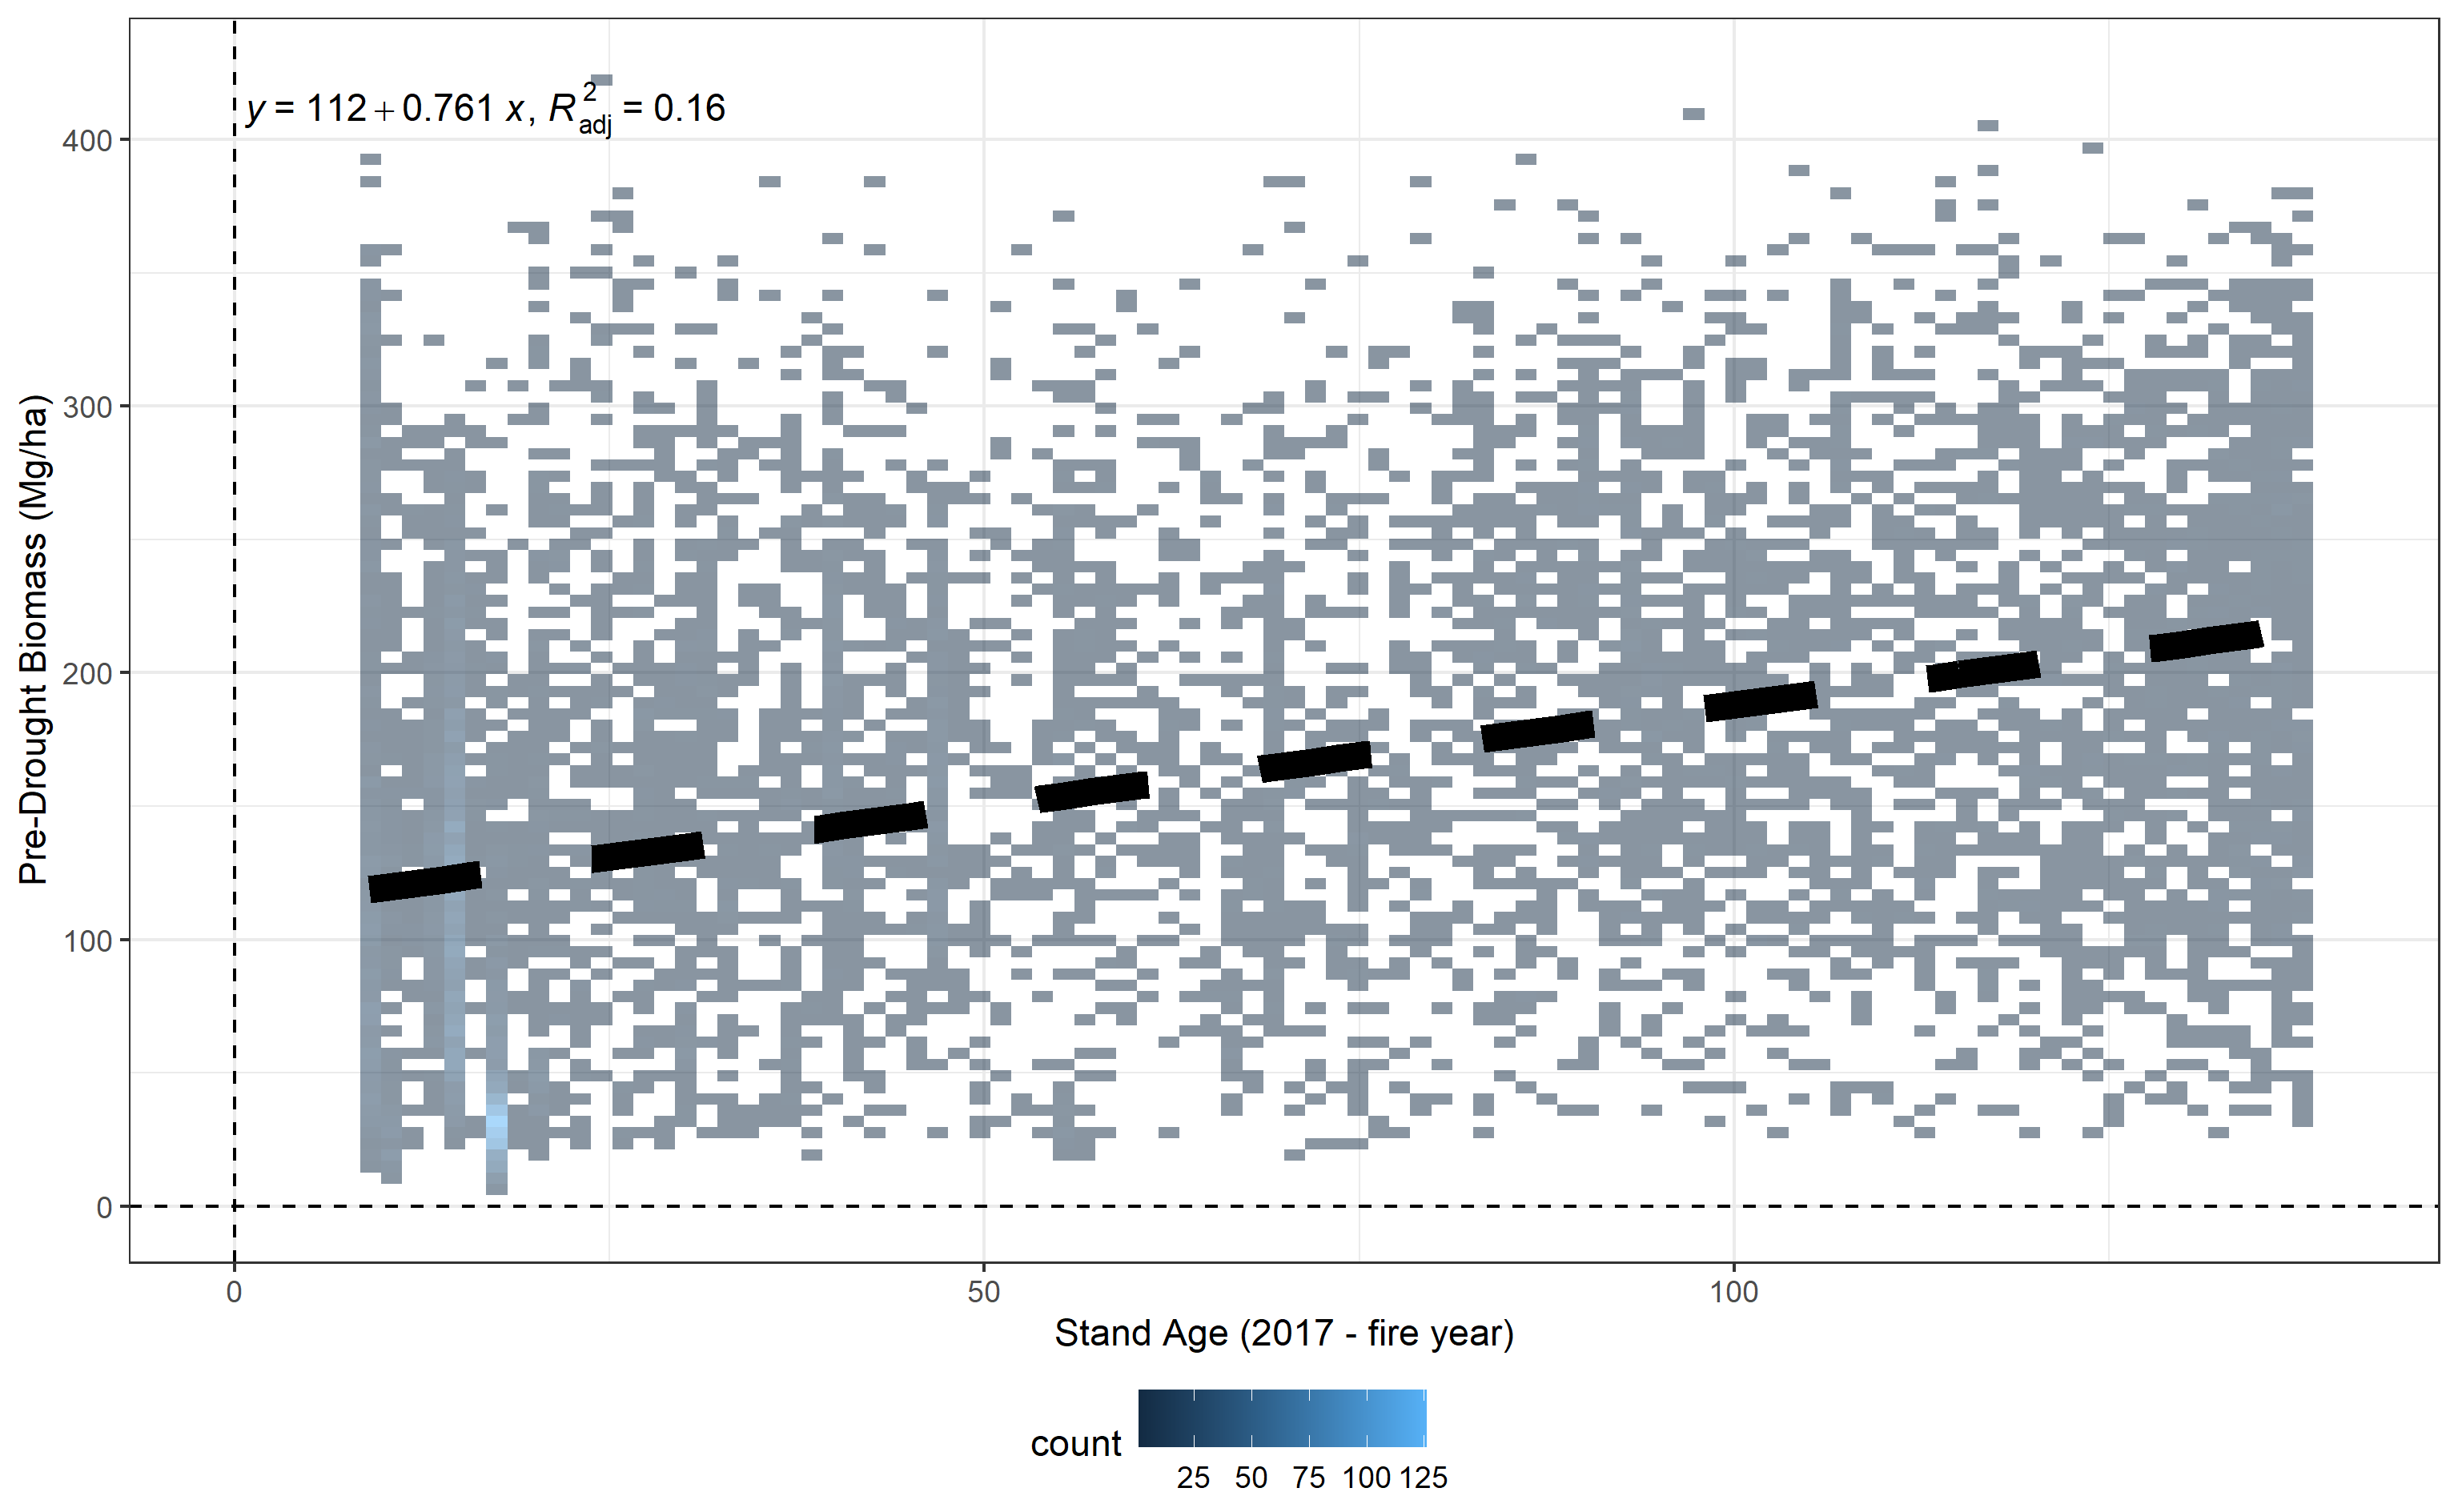 y = 112 + 0.761 x, R²adj = 0.16
Pre-Drought Biomass (Mg/ha)
400
300
200
100
0
0 50 100
Stand Age (2017 - fire year)
count
25 50 75 100 125